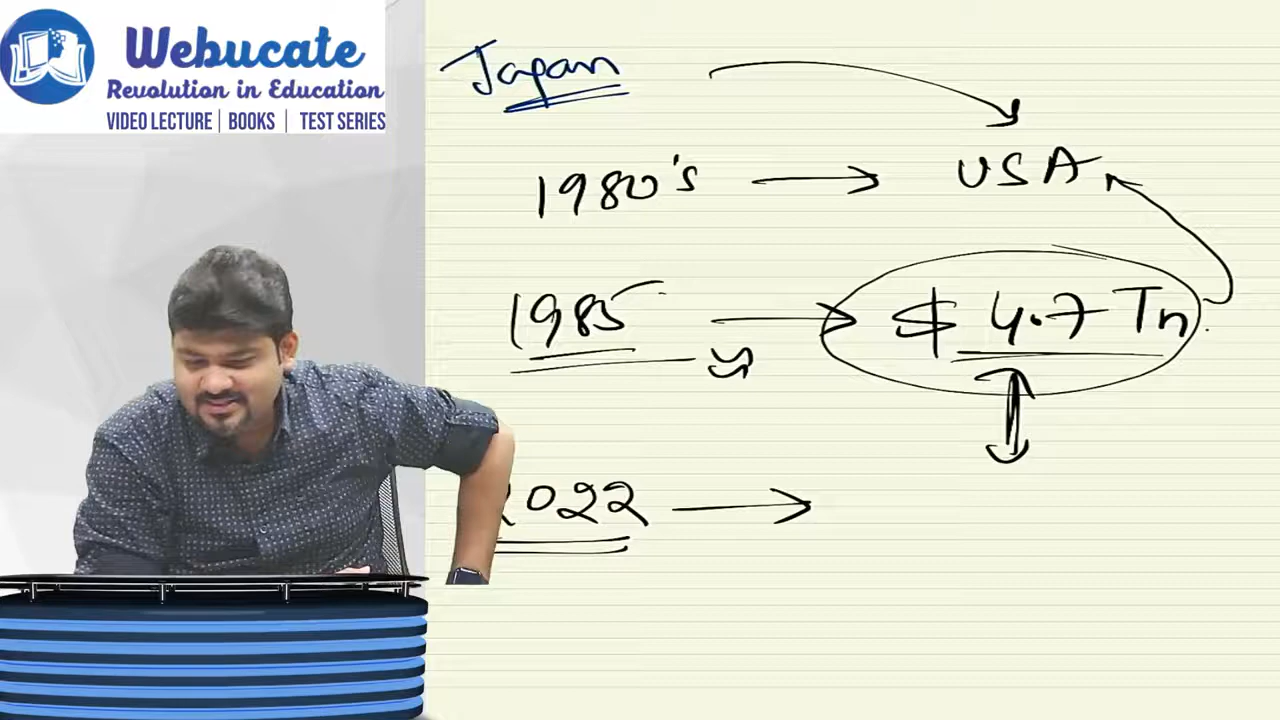 Webucate
Revolution in Education
VIDEO LECTURE | BOOKS | TEST SERIES
Japan
1980's → USA
1985 → $ 4.7 Tn
2022 →